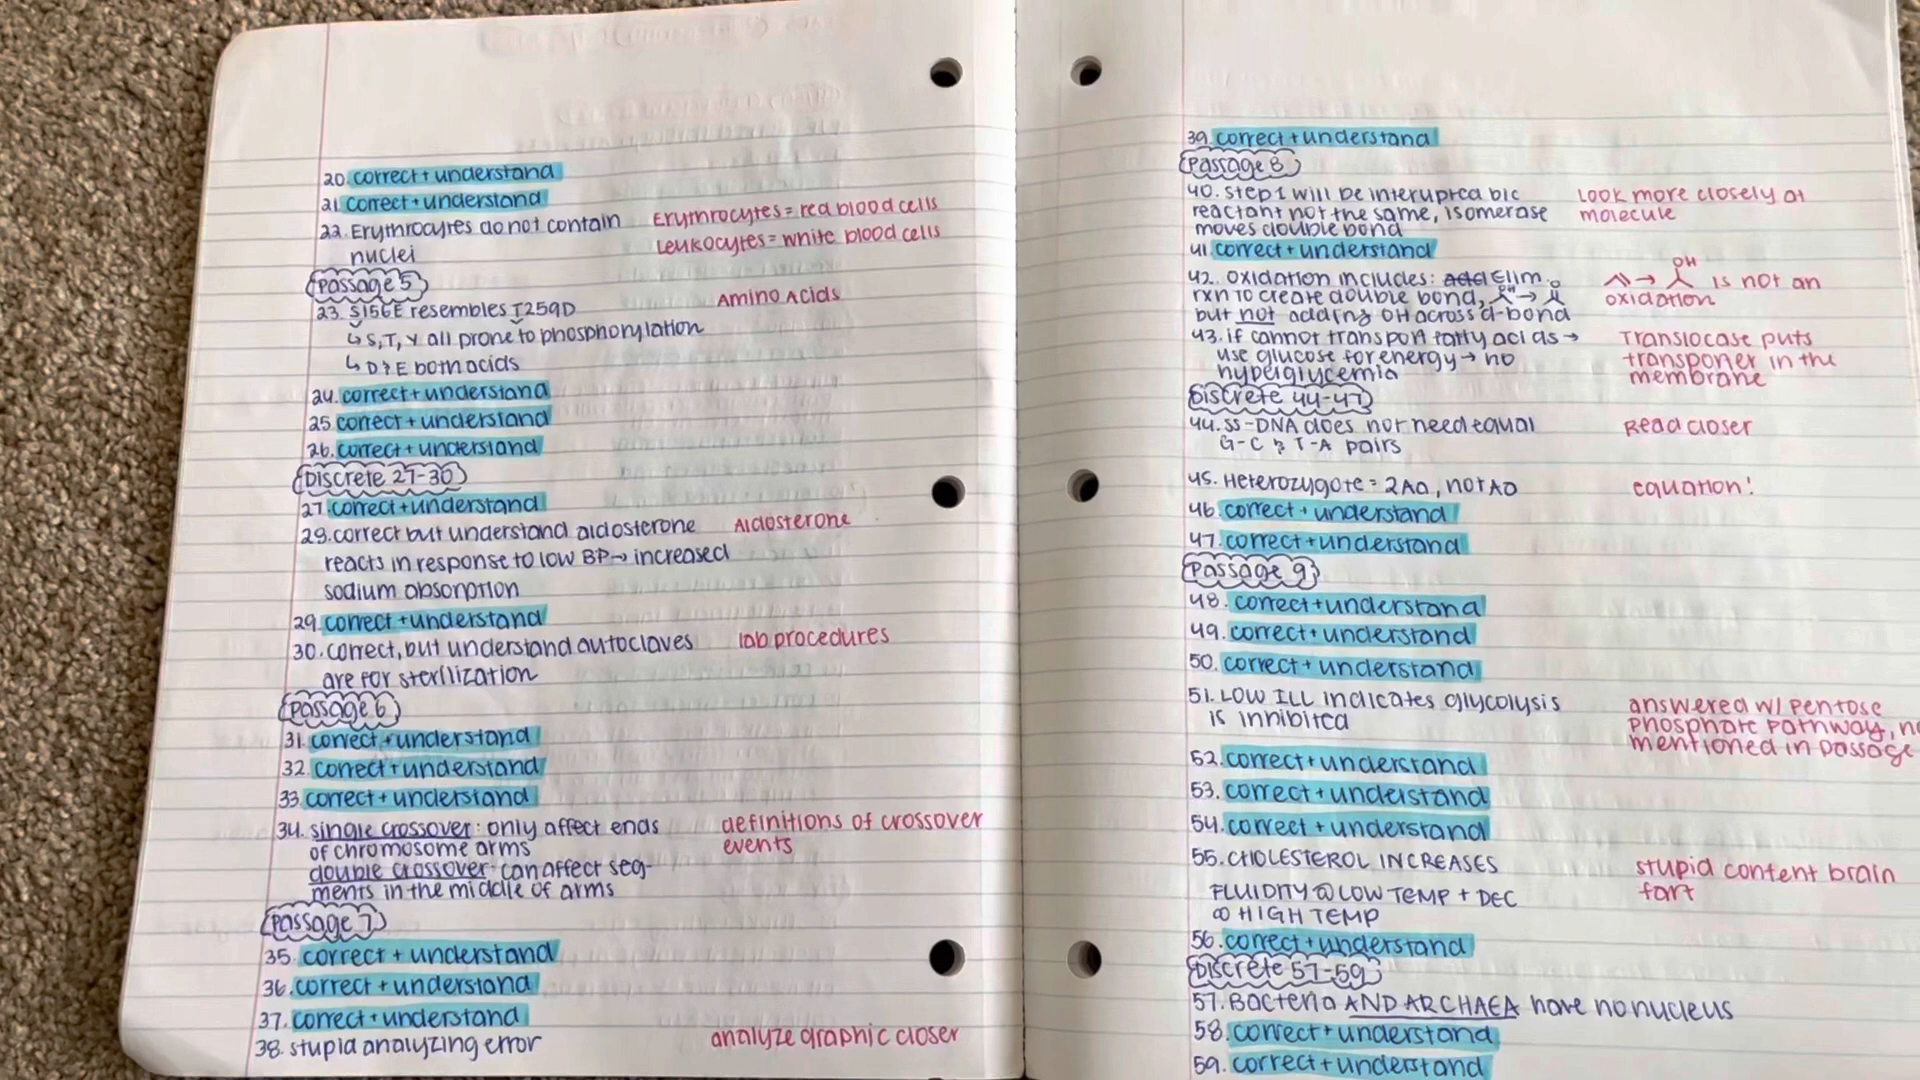 20. correct + understand
21. correct + understand
22. Erythrocytes do not contain nuclei
Erythrocytes = red blood cells
Leukocytes = white blood cells
Passage 5
23. S156E resembles T259D
Amino Acids
↳ S, T, Y all prone to phosphorylation
↳ D & E both acids
24. correct + understand
25. correct + understand
26. correct + understand
Discrete 27-30
27. correct + understand
28. correct but understand aldosterone
Aldosterone
reacts in response to low BP → increased
sodium absorption
29. correct + understand
30. correct, but understand autoclaves
lab procedures
are for sterilization
Passage 6
31. correct + understand
32. correct + understand
33. correct + understand
34. single crossover: only affect ends
of chromosome arms
double crossover: can affect seg-
ments in the middle of arms
definitions of crossover
events
Passage 7
35. correct + understand
36. correct + understand
37. correct + understand
38. stupid analyzing error
analyze graphic closer
39. correct + understand
Passage 8
40. Step 1 will be interupted b/c
reactant not the same, isomerase
moves double bond
Look more closely at
molecule
41. correct + understand
42. Oxidation includes: add Elim.
rxn to create double bond, OH → O
but not adding OH across d-bond
→ OH is not an
oxidation
43. if cannot transport fatty acids →
use glucose for energy → no
hyperglycemia
Translocase puts
transporter in the
membrane
Discrete 44-47
44. ss-DNA does not need equal
G-C & T-A pairs
Read closer
45. Heterozygote = 2AO, not AO
equation!
46. correct + understand
47. correct + understand
Passage 9
48. correct + understand
49. correct + understand
50. correct + understand
51. LOW ILL indicates glycolysis
is inhibited
answered w/ pentose
phosphate pathway,
mentioned in passage
52. correct + understand
53. correct + understand
54. correct + understand
55. CHOLESTEROL INCREASES
FLUIDITY @ LOW TEMP + DEC
@ HIGH TEMP
stupid content brain
fart
56. correct + understand
Discrete 57-59
57. Bacteria AND ARCHAEA have no nucleus
58. correct + understand
59. correct + understand